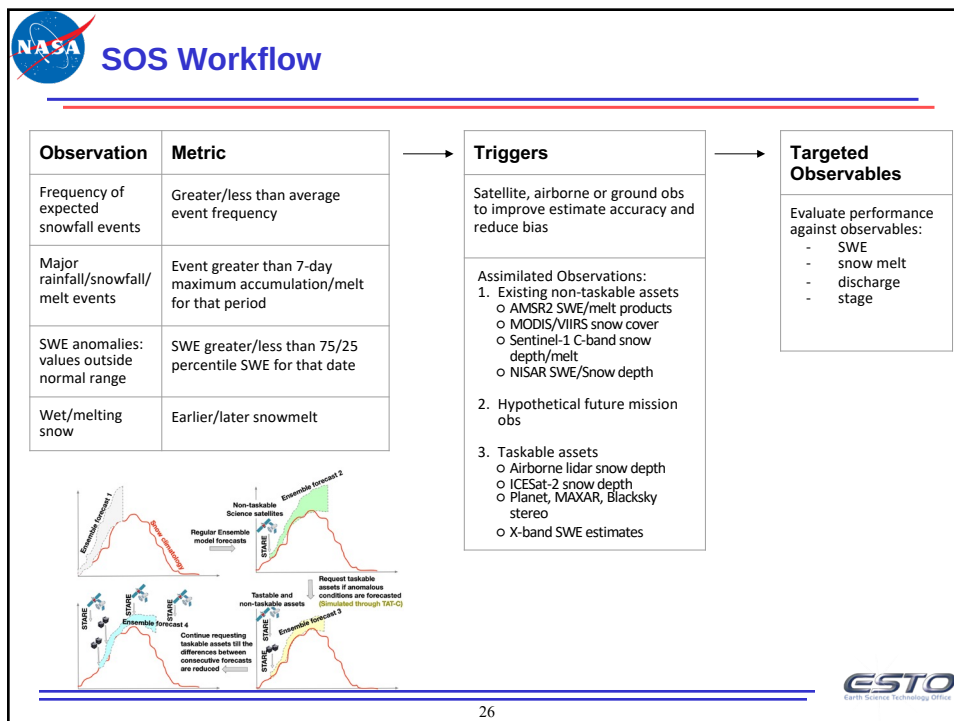 NASA
SOS Workflow
Observation
Metric
Frequency of
expected
snowfall events
Greater/less than average
event frequency
Major
rainfall/snowfall/
melt events
Event greater than 7-day
maximum accumulation/melt
for that period
SWE anomalies:
values outside
normal range
SWE greater/less than 75/25
percentile SWE for that date
Wet/melting
snow
Earlier/later snowmelt
Triggers
Satellite, airborne or ground obs
to improve estimate accuracy and
reduce bias
Assimilated Observations:
1. Existing non-taskable assets
○ AMSR2 SWE/melt products
○ MODIS/VIIRS snow cover
○ Sentinel-1 C-band snow
depth/melt
○ NISAR SWE/Snow depth
2. Hypothetical future mission
obs
3. Taskable assets
○ Airborne lidar snow depth
○ ICESat-2 snow depth
○ Planet, MAXAR, Blacksky
stereo
○ X-band SWE estimates
Targeted
Observables
Evaluate performance
against observables:
- SWE
- snow melt
- discharge
- stage
Ensemble forecast 1
Snow climatology
Regular Ensemble
model forecasts
Non-taskable
Science satellites
STARE
Ensemble forecast 2
Request taskable
assets if anomalous
conditions are forecasted
(Simulated through TAT-C)
Tastable and
non-taskable assets
STARE
STARE
Ensemble forecast 3
Continue requesting
taskable assets till the
differences between
consecutive forecasts
are reduced
STARE
STARE
STARE
Ensemble forecast 4
ESTO
Earth Science Technology Office
26